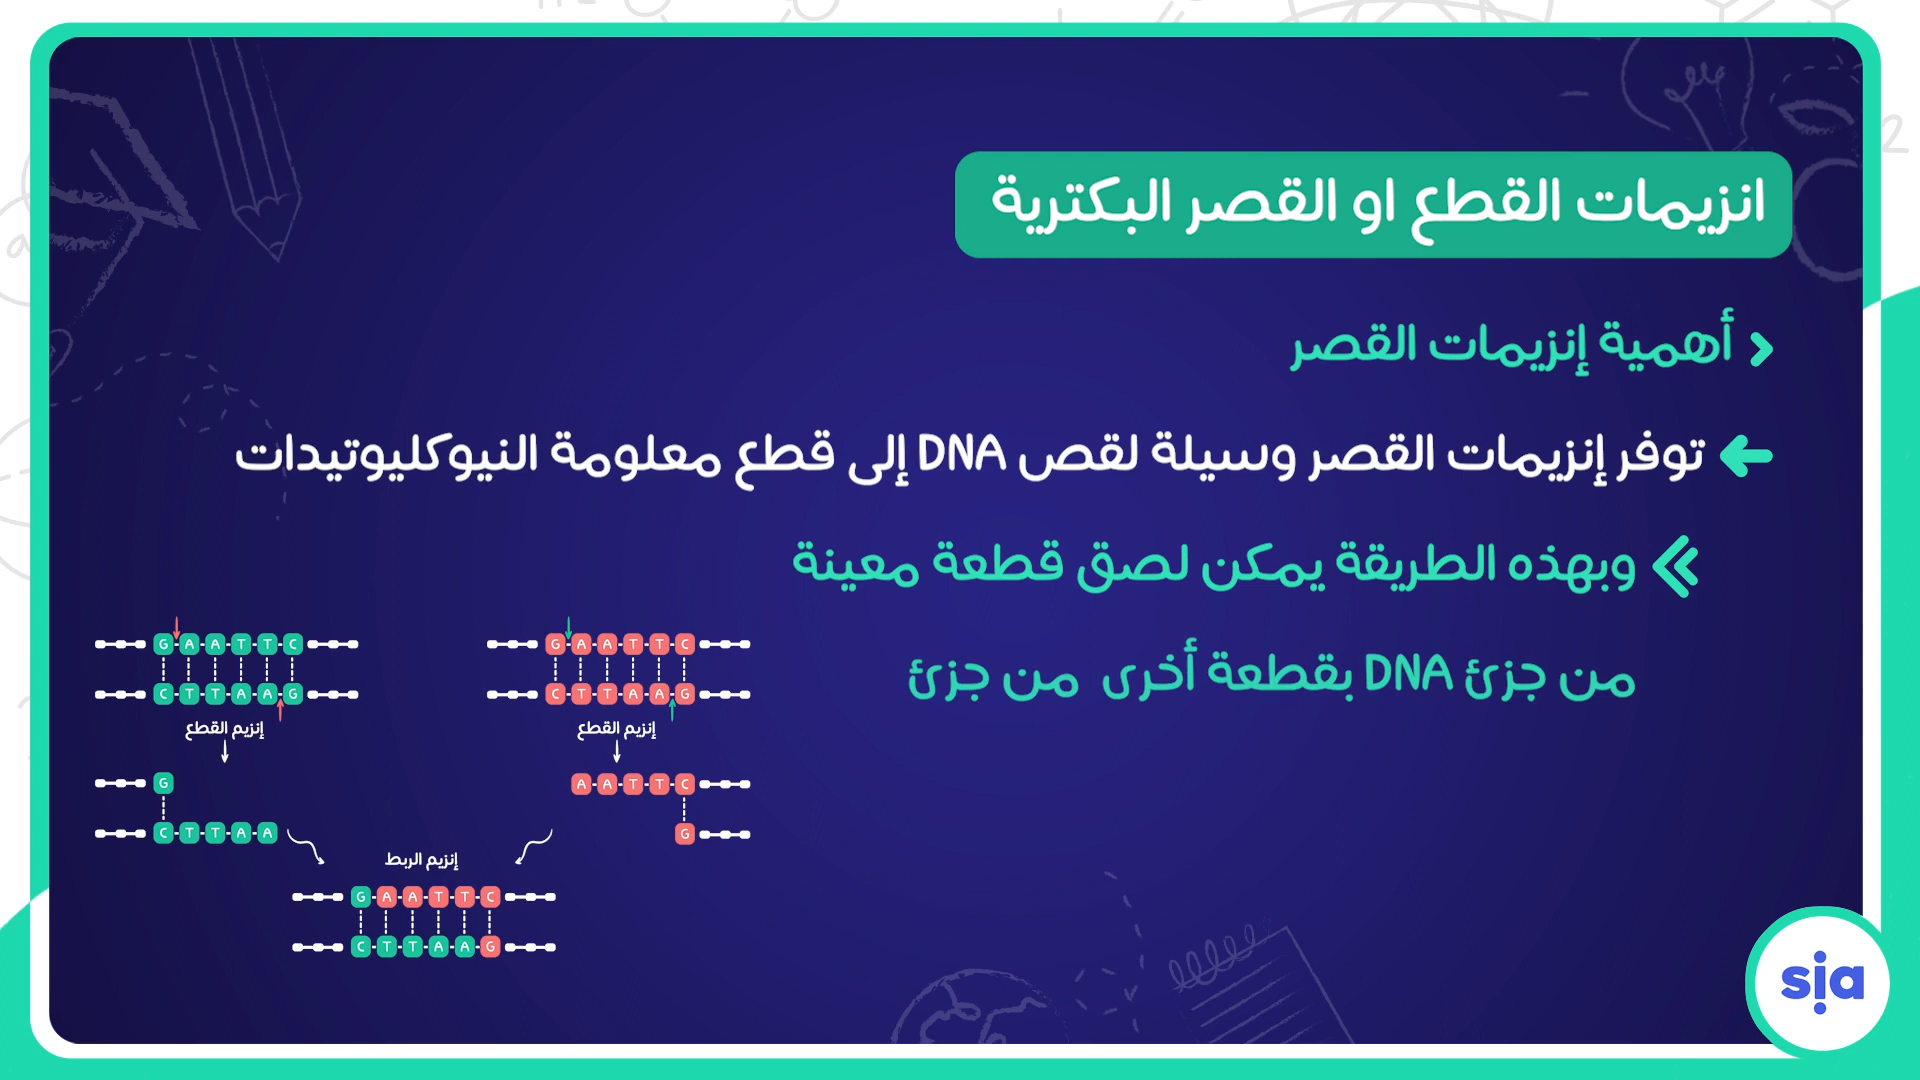 انزيمات القطع او القصر البكترية
أهمية إنزيمات القصر
توفر إنزيمات القصر وسيلة لقص DNA إلى قطع معلومة النيوكليوتيدات
وبهذه الطريقة يمكن لصق قطعة معينة
من جزئ DNA بقطعة أخرى من جزئ
G A A T T C
C T T A A G
إنزيم القطع
G
C T T A A
G A A T T C
C T T A A G
إنزيم القطع
A A T T C
G
إنزيم الربط
G A A T T C
C T T A A G
sia